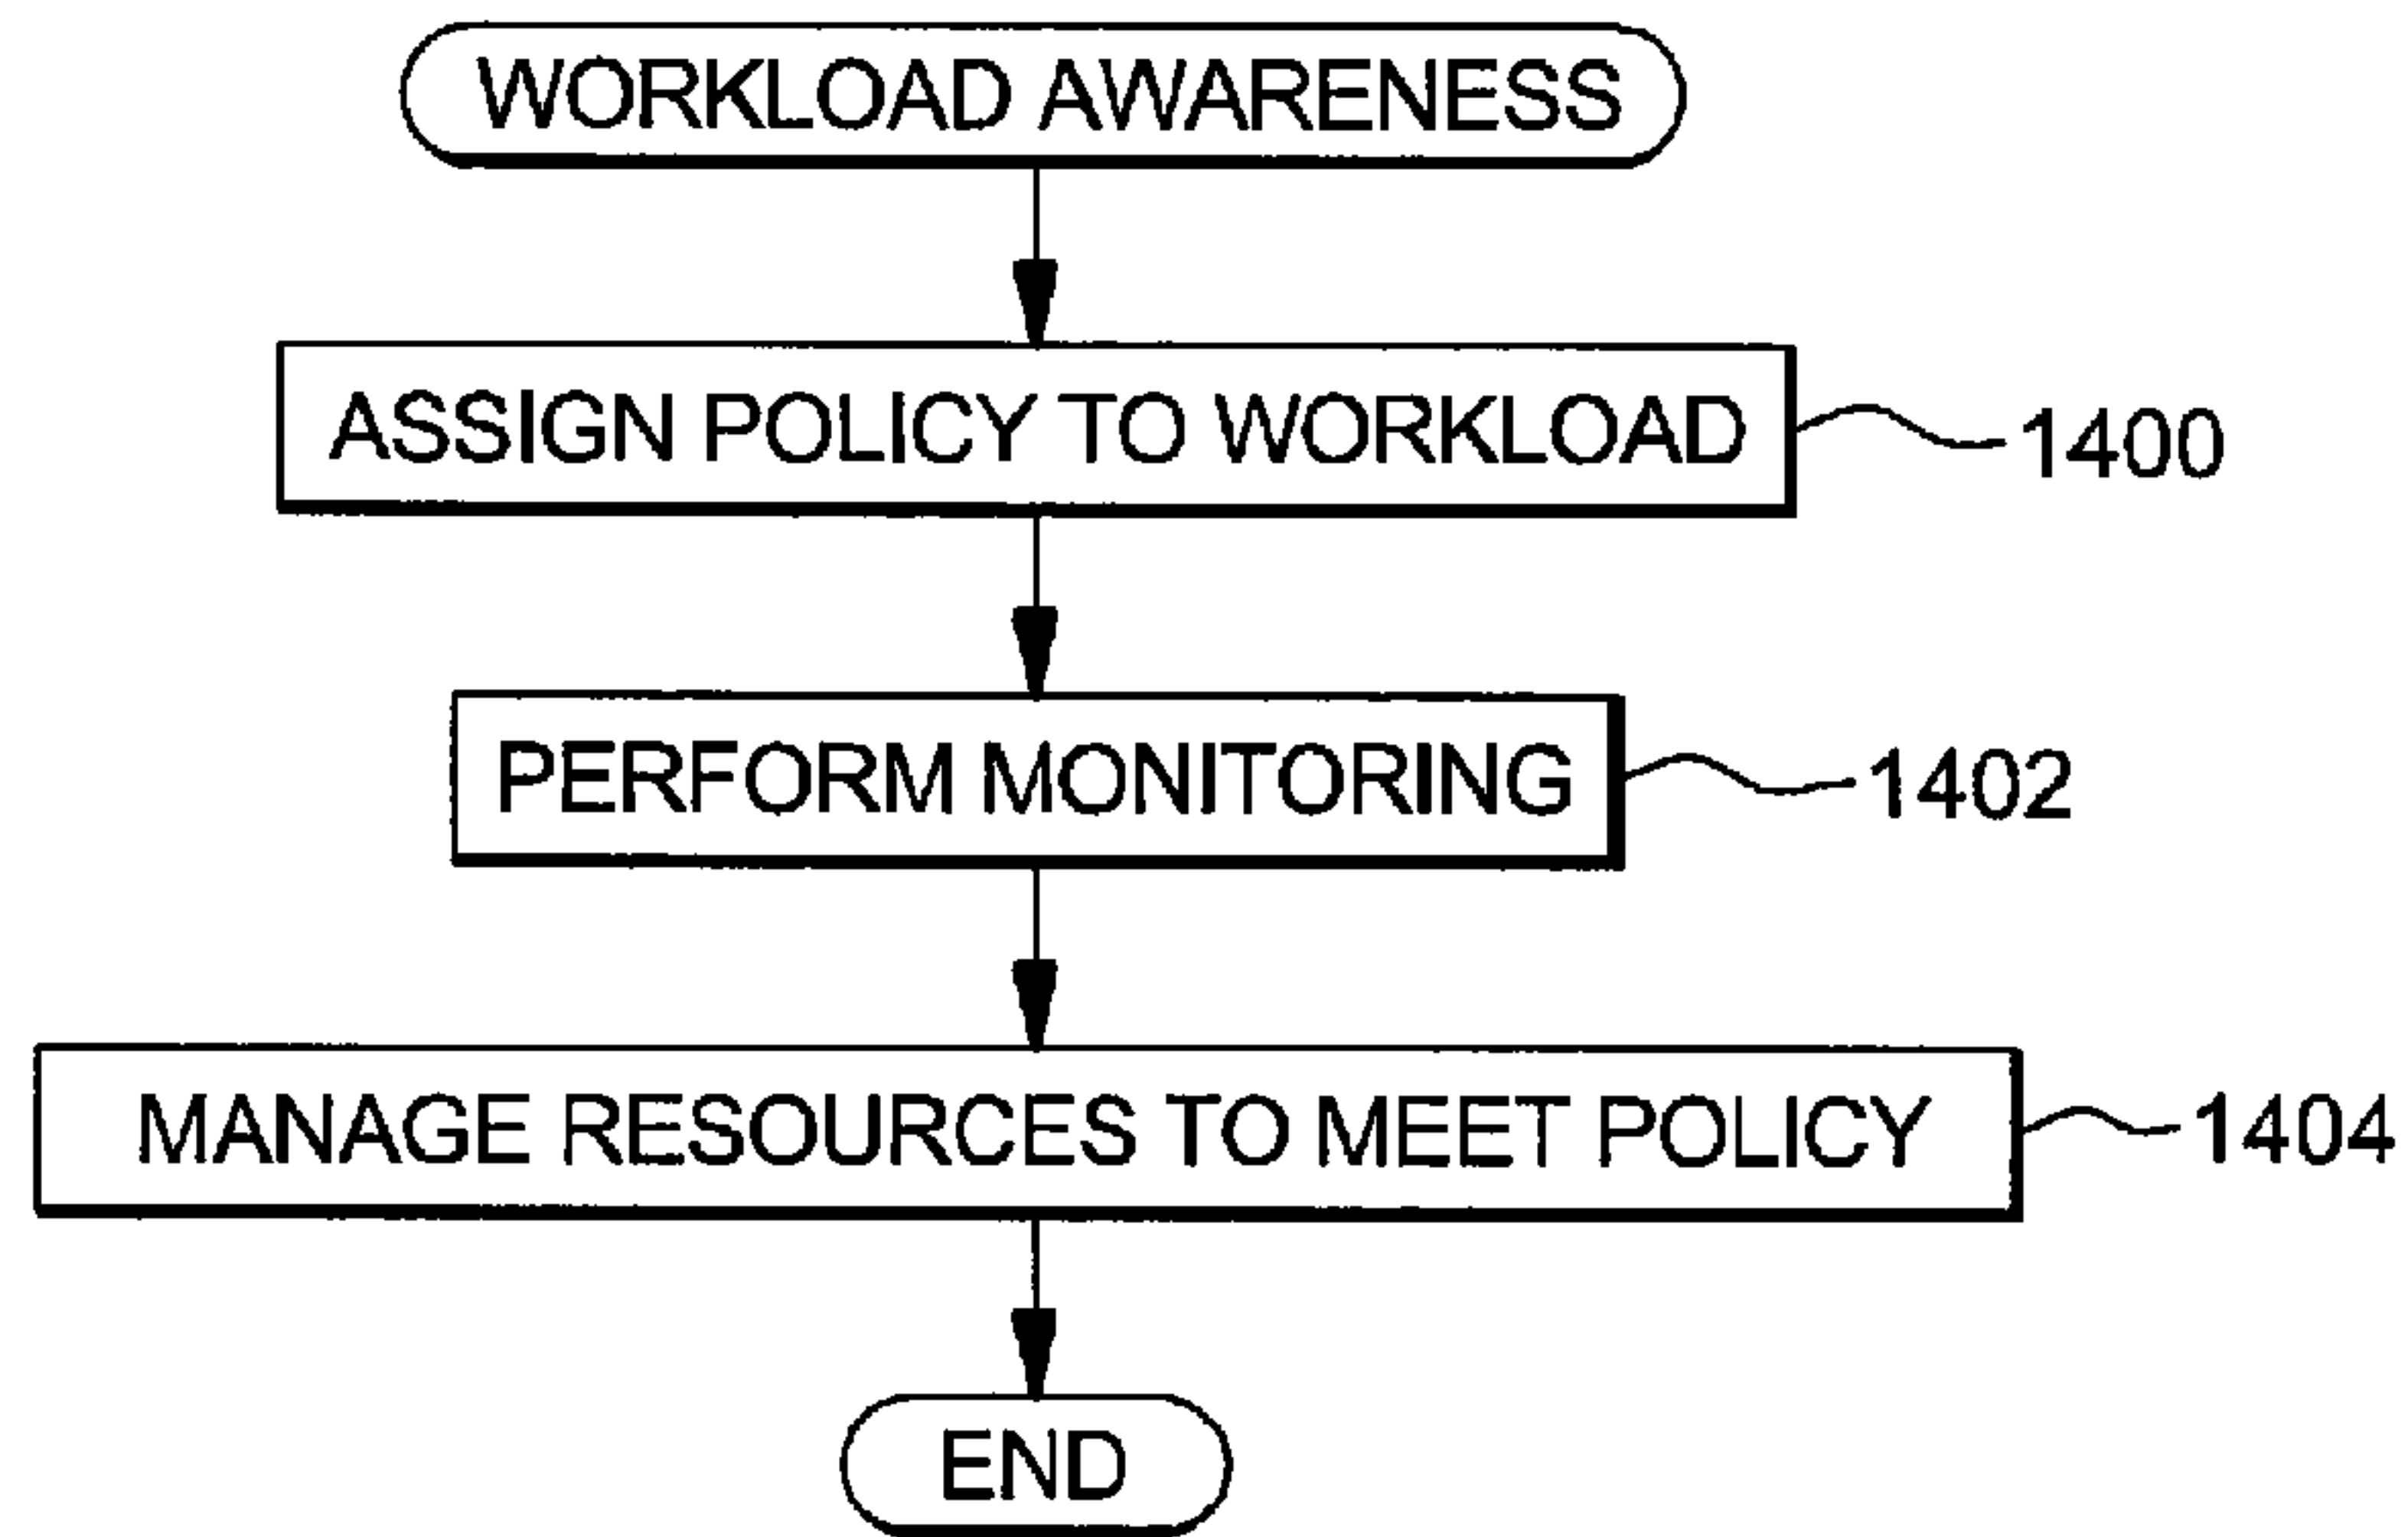 WORKLOAD AWARENESS
ASSIGN POLICY TO WORKLOAD
1400
PERFORM MONITORING
1402
MANAGE RESOURCES TO MEET POLICY
1404
END